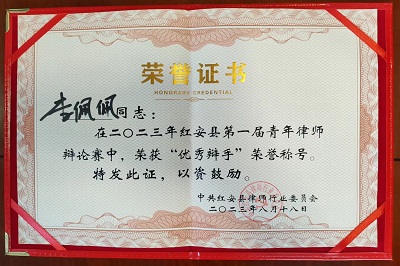 荣誉证书
HONORARY CREDENTIAL
李佩佩同志：
在二〇二三年红安县第一届青年律师
辩论赛中，荣获“优秀辩手”荣誉称号。
特发此证，以资鼓励。
中共红安县律师行业委员会
二〇二三年八月十八日